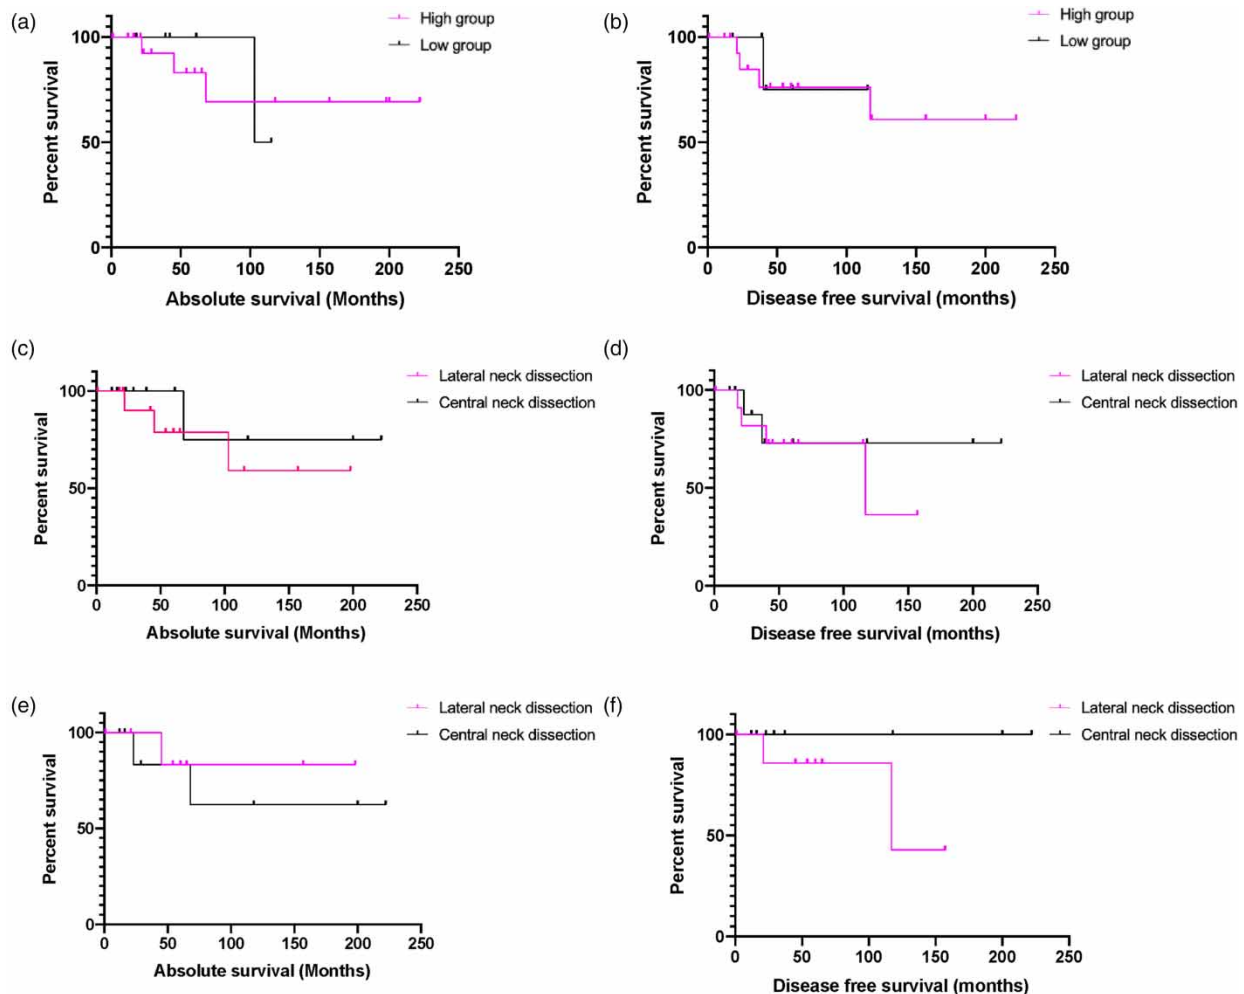 (a)
High group
Low group
Percent survival
100
50
0
0 50 100 150 200 250
Absolute survival (Months)
(b)
High group
Low group
Percent survival
100
50
0
0 50 100 150 200 250
Disease free survival (months)
(c)
Lateral neck dissection
Central neck dissection
Percent survival
100
50
0
0 50 100 150 200 250
Absolute survival (Months)
(d)
Lateral neck dissection
Central neck dissection
Percent survival
100
50
0
0 50 100 150 200 250
Disease free survival (months)
(e)
Lateral neck dissection
Central neck dissection
Percent survival
100
50
0
0 50 100 150 200 250
Absolute survival (Months)
(f)
Lateral neck dissection
Central neck dissection
Percent survival
100
50
0
0 50 100 150 200 250
Disease free survival (months)